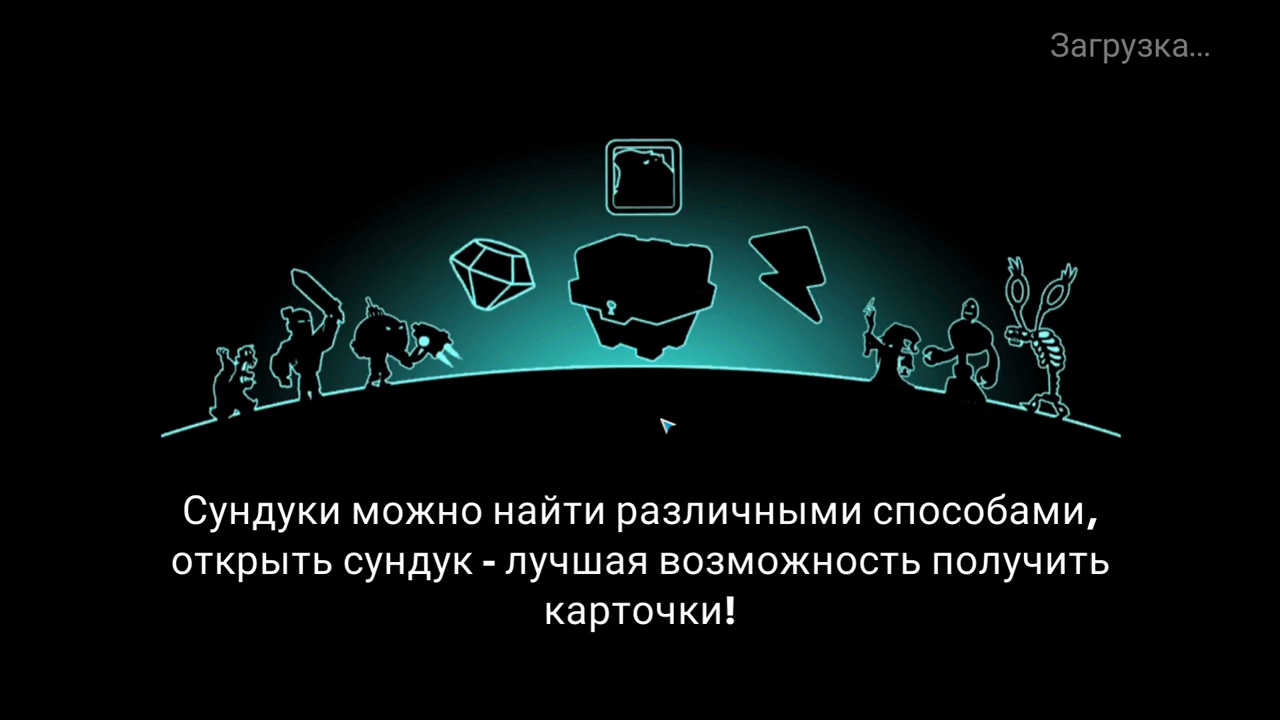 Загрузка...
Сундуки можно найти различными способами,
открыть сундук - лучшая возможность получить
карточки!